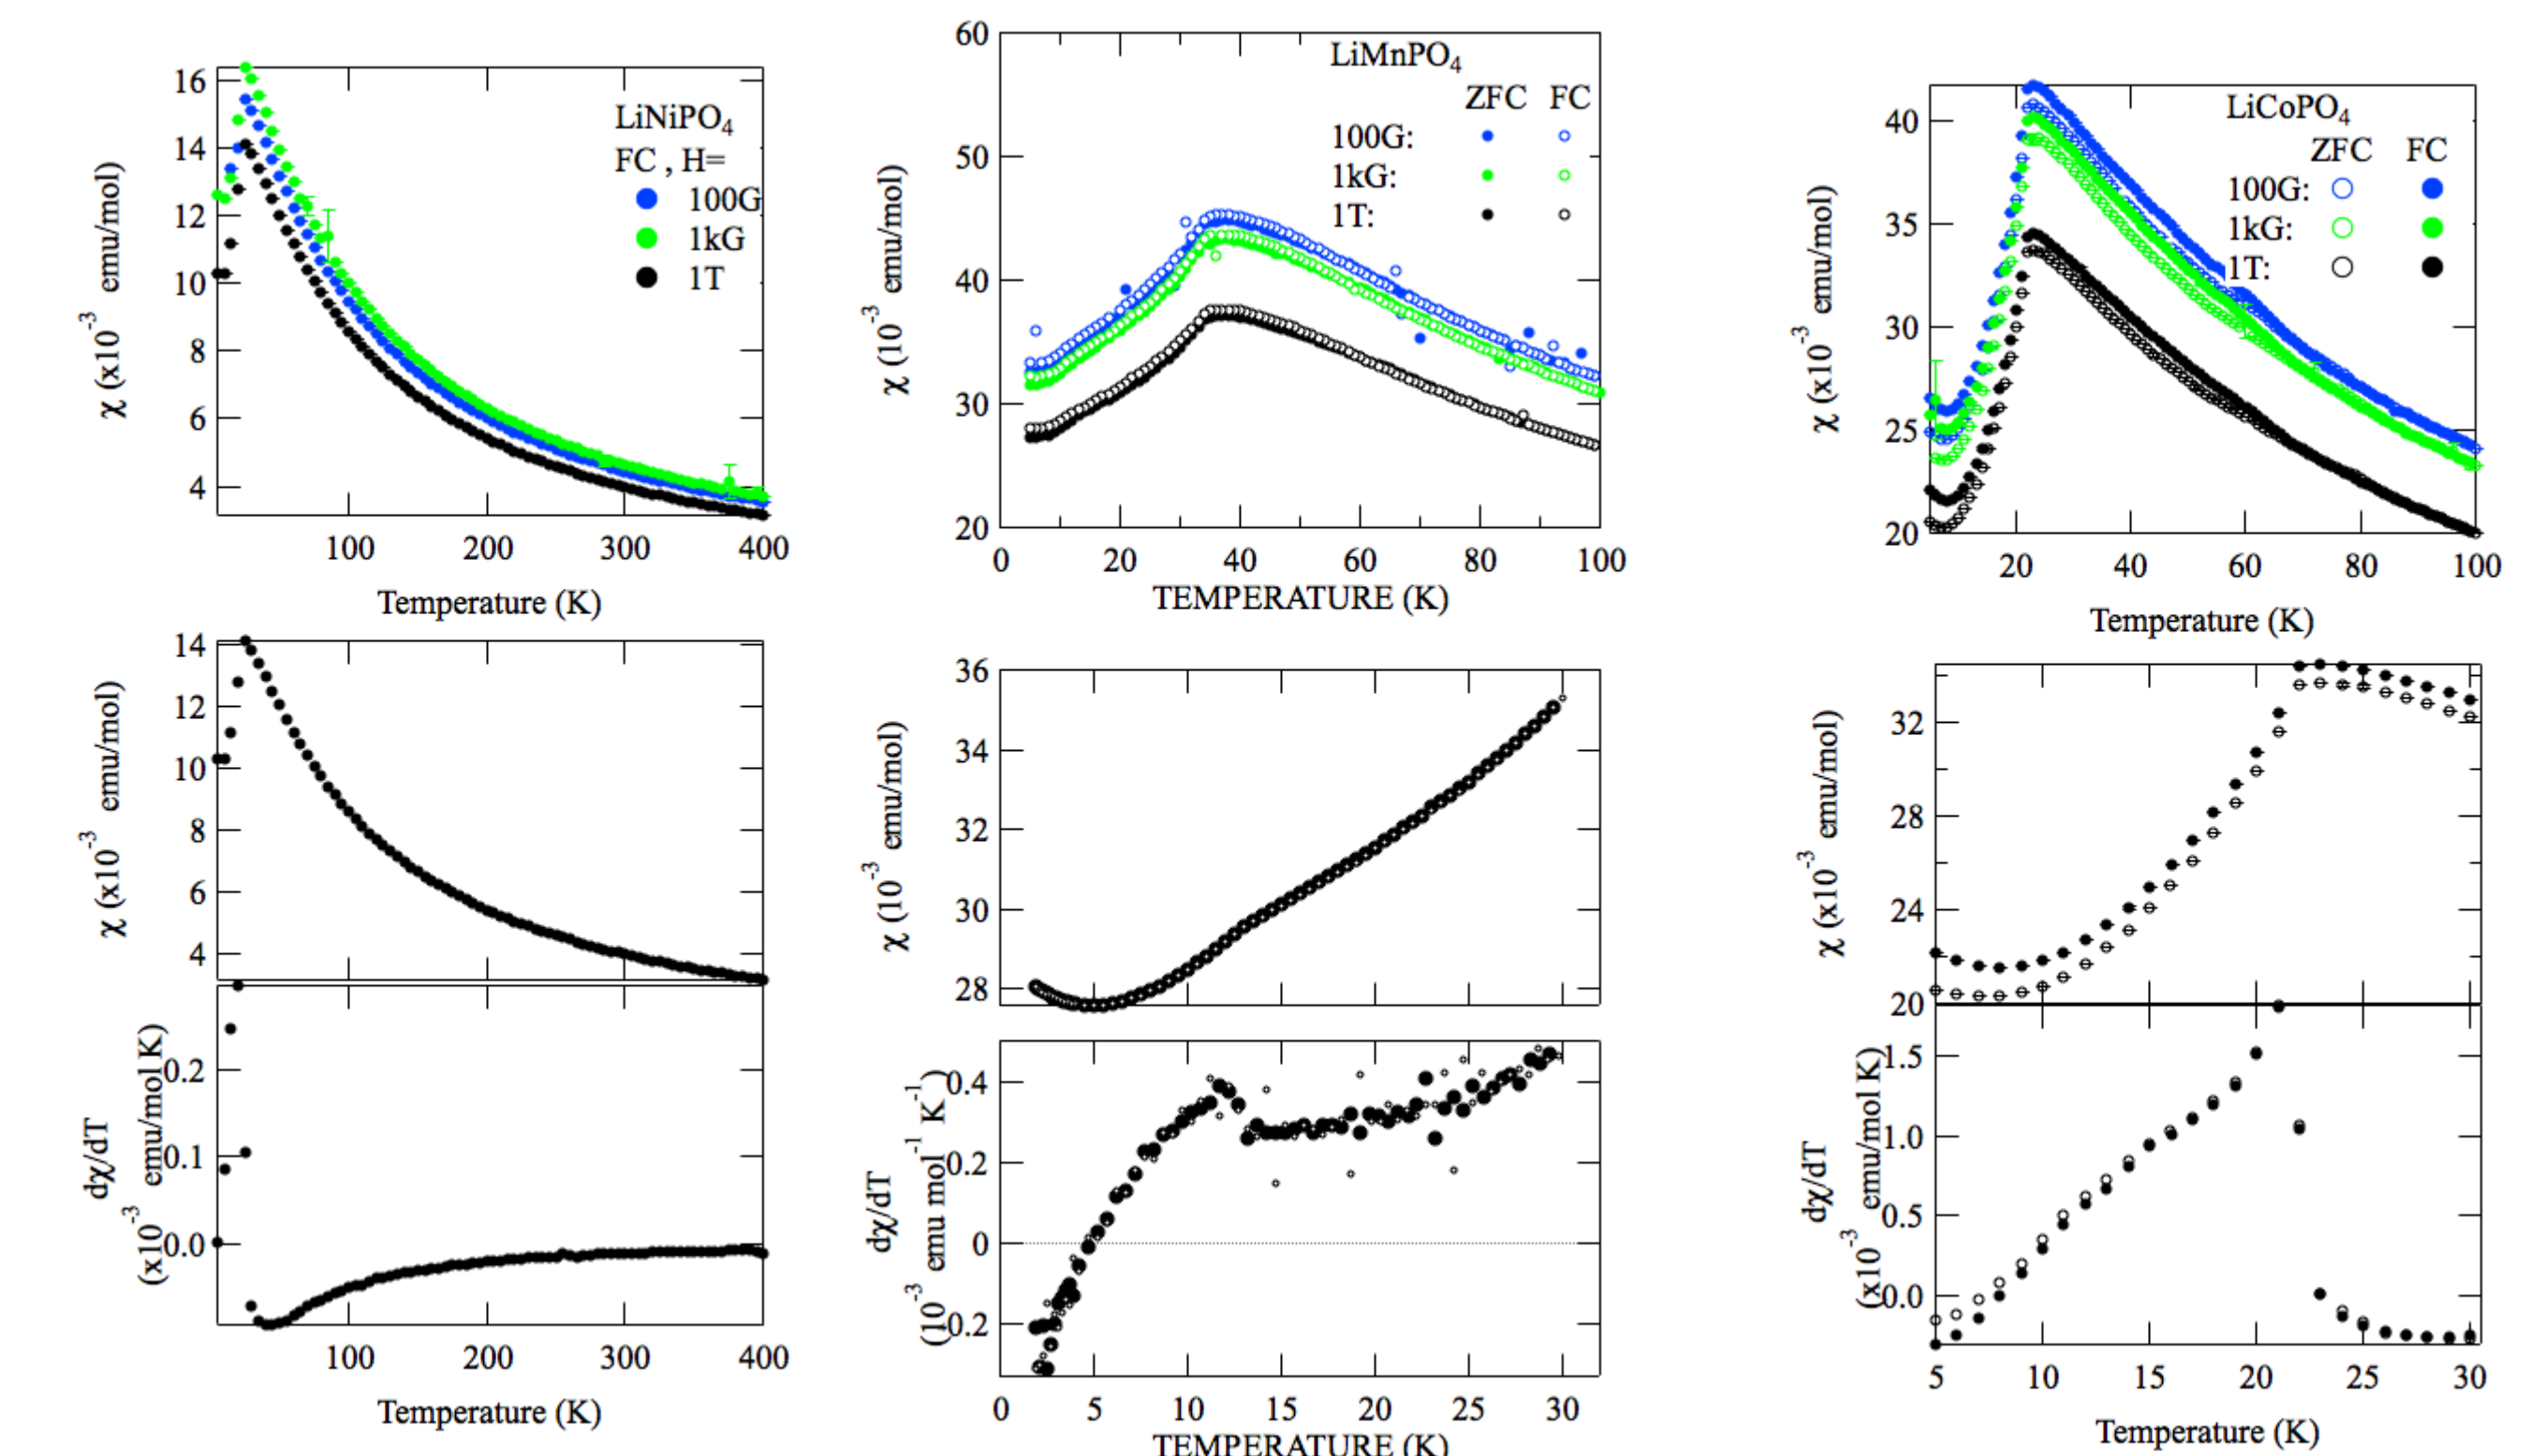 16
14
12
10
8
6
4
χ (x10⁻³ emu/mol)
LiNiPO₄
FC , H=
100G
1kG
1T
100 200 300 400
Temperature (K)
60
50
40
30
20
χ (10⁻³ emu/mol)
LiMnPO₄
ZFC FC
100G:
1kG:
1T:
0 20 40 60 80 100
TEMPERATURE (K)
40
35
30
25
20
χ (x10⁻³ emu/mol)
LiCoPO₄
ZFC FC
100G:
1kG:
1T:
20 40 60 80 100
Temperature (K)
14
12
10
8
6
4
χ (x10⁻³ emu/mol)
0.2
0.1
0.0
dχ/dT
(x10⁻³ emu/mol K)
100 200 300 400
Temperature (K)
36
34
32
30
28
χ (10⁻³ emu/mol)
0.4
0.2
0
0.2
dχ/dT
(10⁻³ emu mol⁻¹ K⁻¹)
0 5 10 15 20 25 30
TEMPERATURE (K)
32
28
24
20
χ (x10⁻³ emu/mol)
1.5
1.0
0.5
0.0
dχ/dT
(x10⁻³ emu/mol K)
5 10 15 20 25 30
Temperature (K)